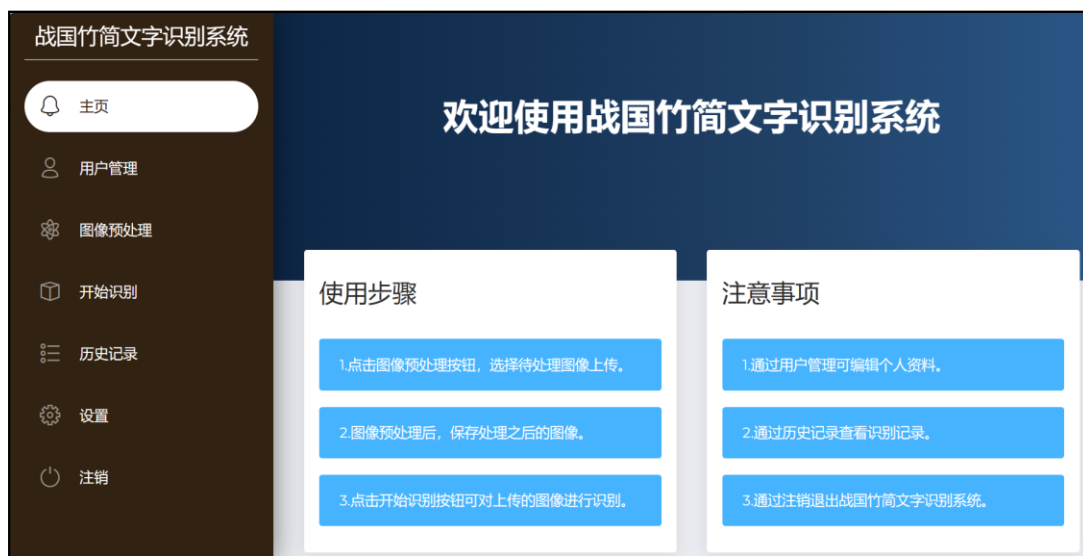 战国竹简文字识别系统
主页
用户管理
图像预处理
开始识别
历史记录
设置
注销
欢迎使用战国竹简文字识别系统
使用步骤
1.点击图像预处理按钮，选择待处理图像上传。
2.图像预处理后，保存处理之后的图像。
3.点击开始识别按钮可对上传的图像进行识别。
注意事项
1.通过用户管理可编辑个人资料。
2.通过历史记录查看识别记录。
3.通过注销退出战国竹简文字识别系统。